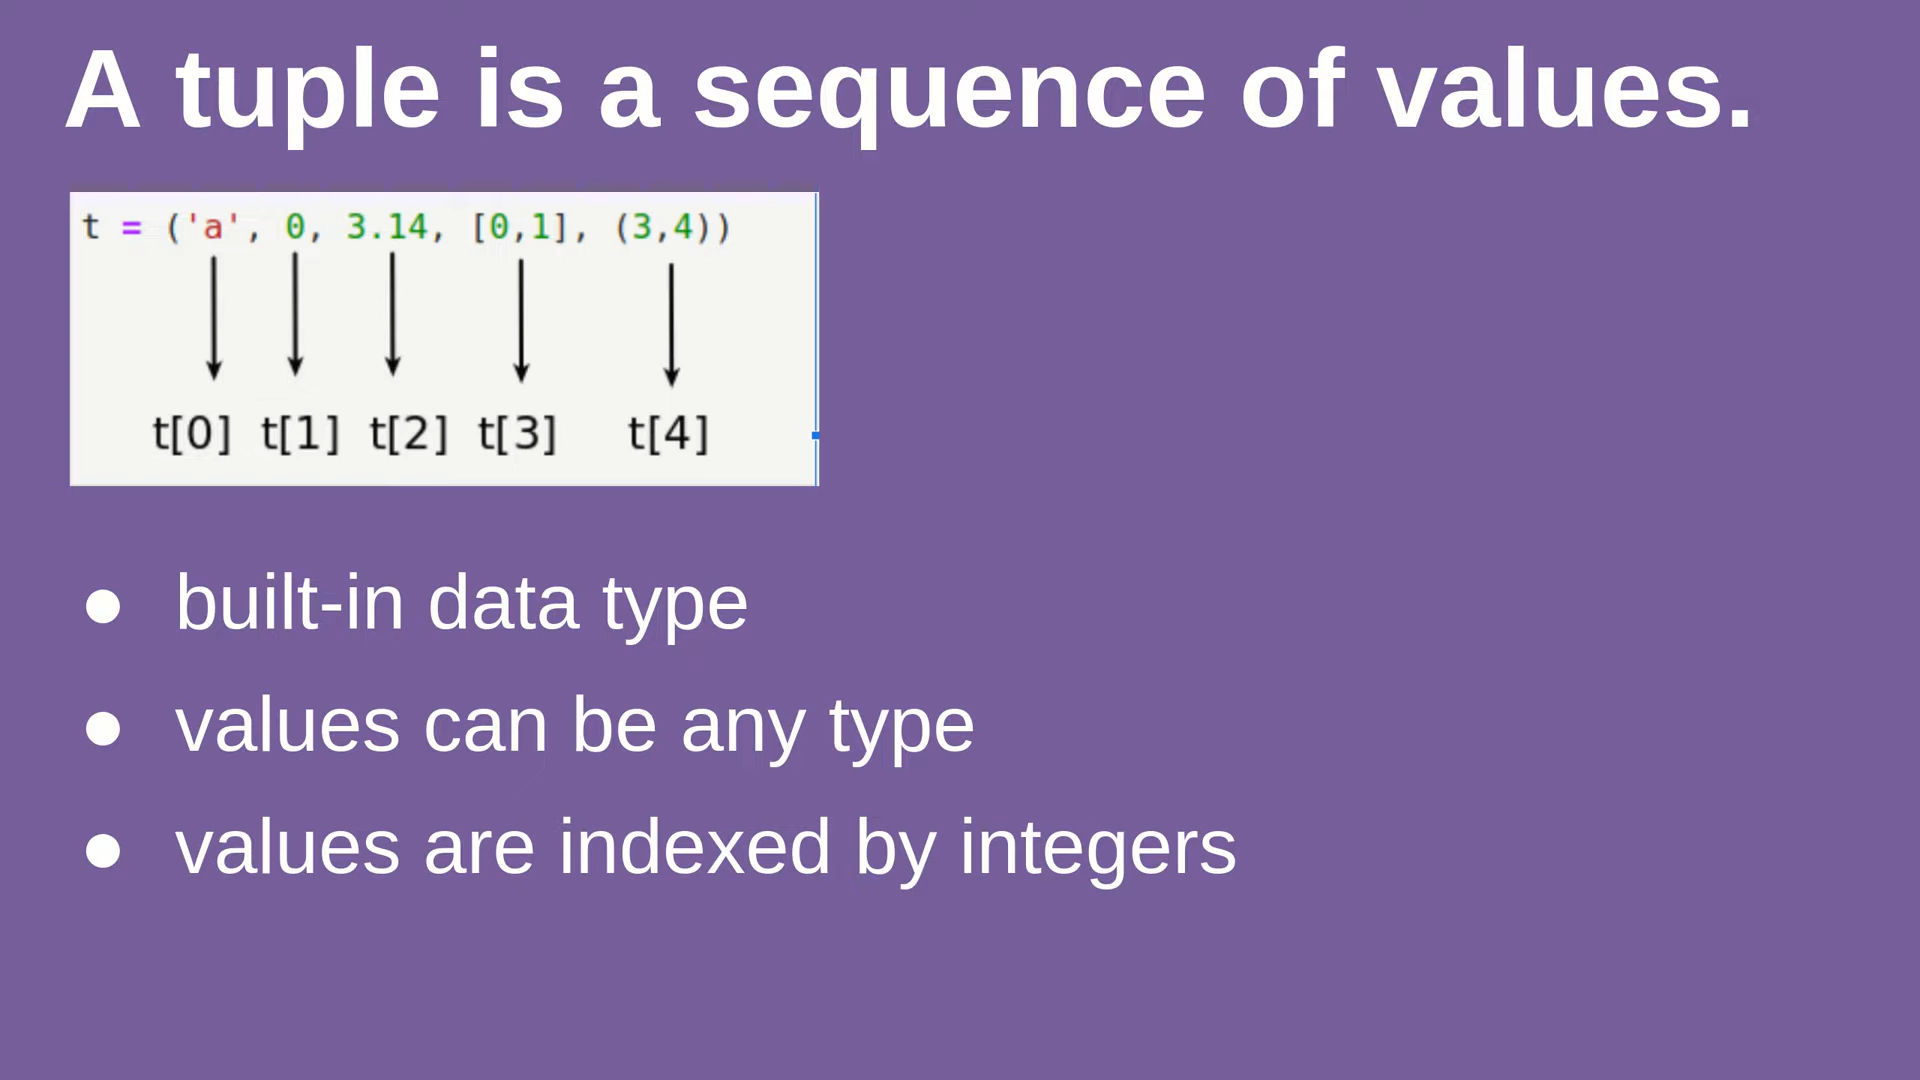 A tuple is a sequence of values.
t = ('a', 0, 3.14, [0,1], (3,4))
t[0] t[1] t[2] t[3] t[4]
● built-in data type
● values can be any type
● values are indexed by integers